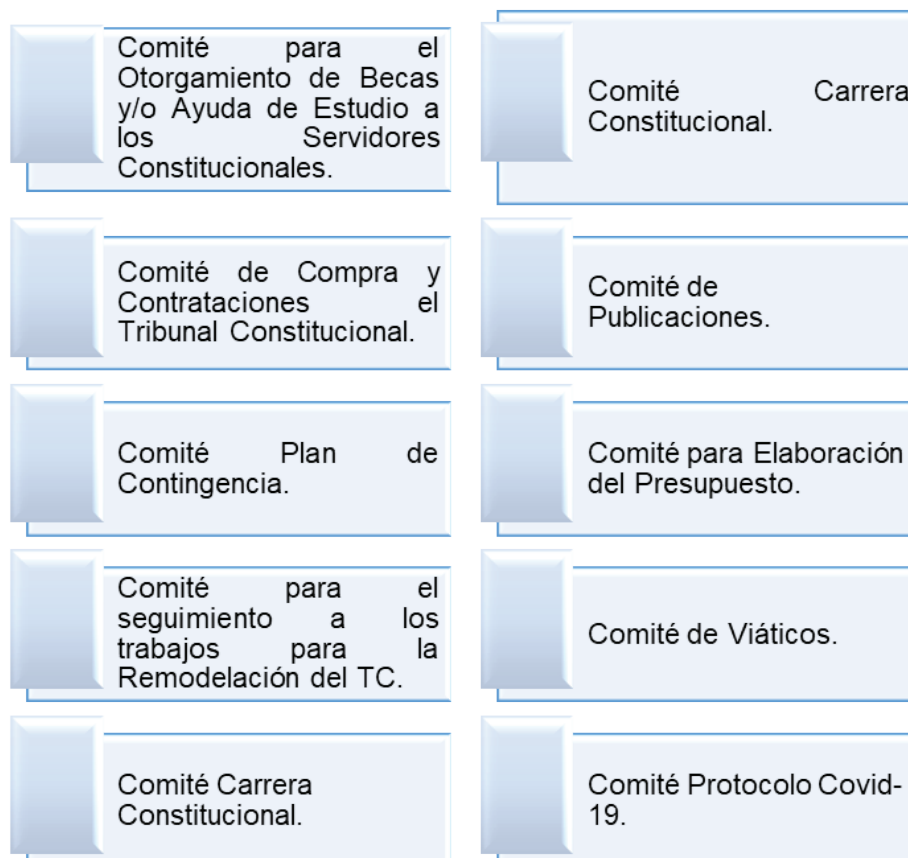 Comité para el
Otorgamiento de Becas
y/o Ayuda de Estudio a
los Servidores
Constitucionales.
Comité Carrera
Constitucional.
Comité de Compra y
Contrataciones el
Tribunal Constitucional.
Comité de
Publicaciones.
Comité Plan de
Contingencia.
Comité para Elaboración
del Presupuesto.
Comité para el
seguimiento a los
trabajos para la
Remodelación del TC.
Comité de Viáticos.
Comité Carrera
Constitucional.
Comité Protocolo Covid-
19.